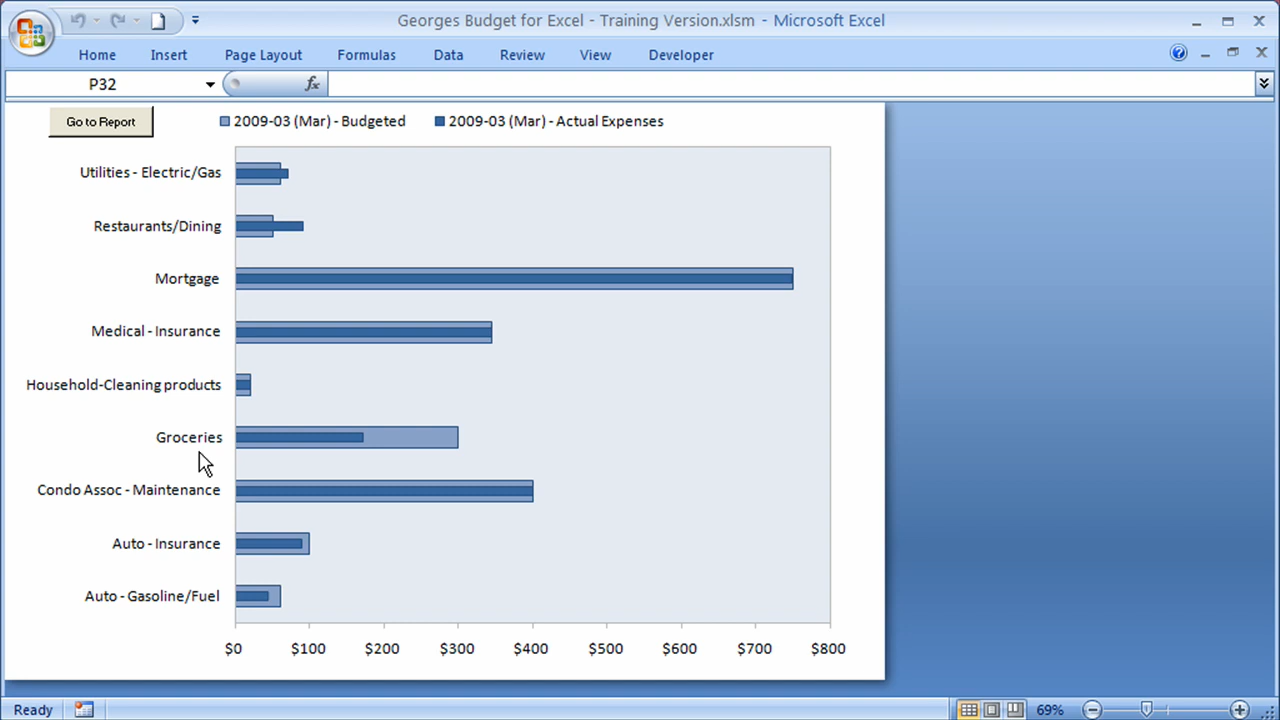 Georges Budget for Excel - Training Version.xlsm - Microsoft Excel
Home Insert Page Layout Formulas Data Review View Developer
P32 fx
Go to Report
2009-03 (Mar) - Budgeted 2009-03 (Mar) - Actual Expenses
Utilities - Electric/Gas
Restaurants/Dining
Mortgage
Medical - Insurance
Household-Cleaning products
Groceries
Condo Assoc - Maintenance
Auto - Insurance
Auto - Gasoline/Fuel
$0 $100 $200 $300 $400 $500 $600 $700 $800
Ready 69%